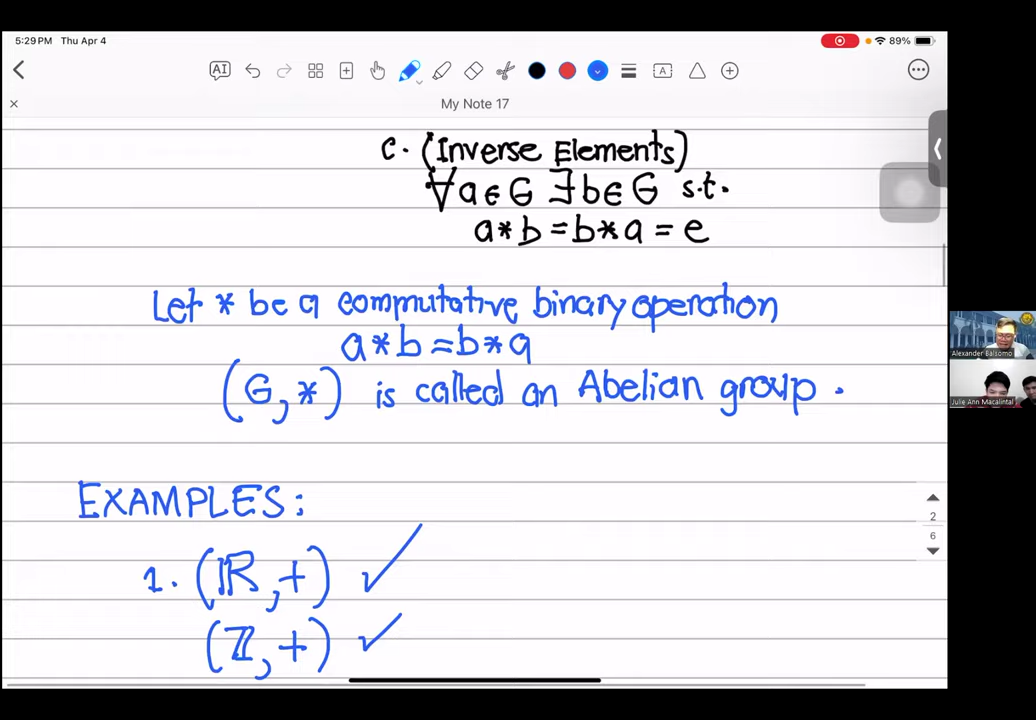 5:29 PM Thu Apr 4
89%
AI
A
My Note 17
c. (Inverse Elements)
∀a∈G ∃b∈G s.t.
a*b=b*a=e
Let * be a commutative binary operation
a*b=b*a
(G,*) is called an Abelian group.
EXAMPLES:
1. (ℝ,+) ✓
(ℤ,+) ✓
2
6
Alexander Balsomo
Julie Ann Macalintal